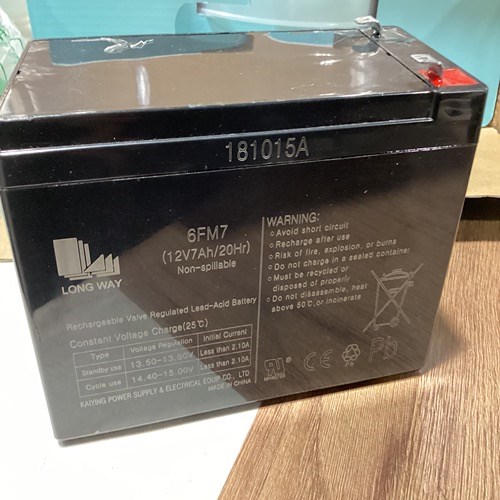 181015A
6FM7
(12V7Ah/20Hr)
Non-spillable
LONG WAY
WARNING:
Avoid short circuit
Recharge after use
Risk of fire, explosion, or burns
Do not charge in a sealed container
Must be recycled or
disposed of properly
Do not disassemble, heat
above 50°C, or incinerate
Rechargeable Valve Regulated Lead-Acid Battery
Constant Voltage Charge(25℃)
Type Voltage Regulation Initial Current
Standby use 13.50-13.80V Less than 2.10A
Cycle use 14.40-15.00V Less than 2.10A
KAIYING POWER SUPPLY & ELECTRICAL EQUIP CO., LTD
MADE IN CHINA
CE
Pb
Pb